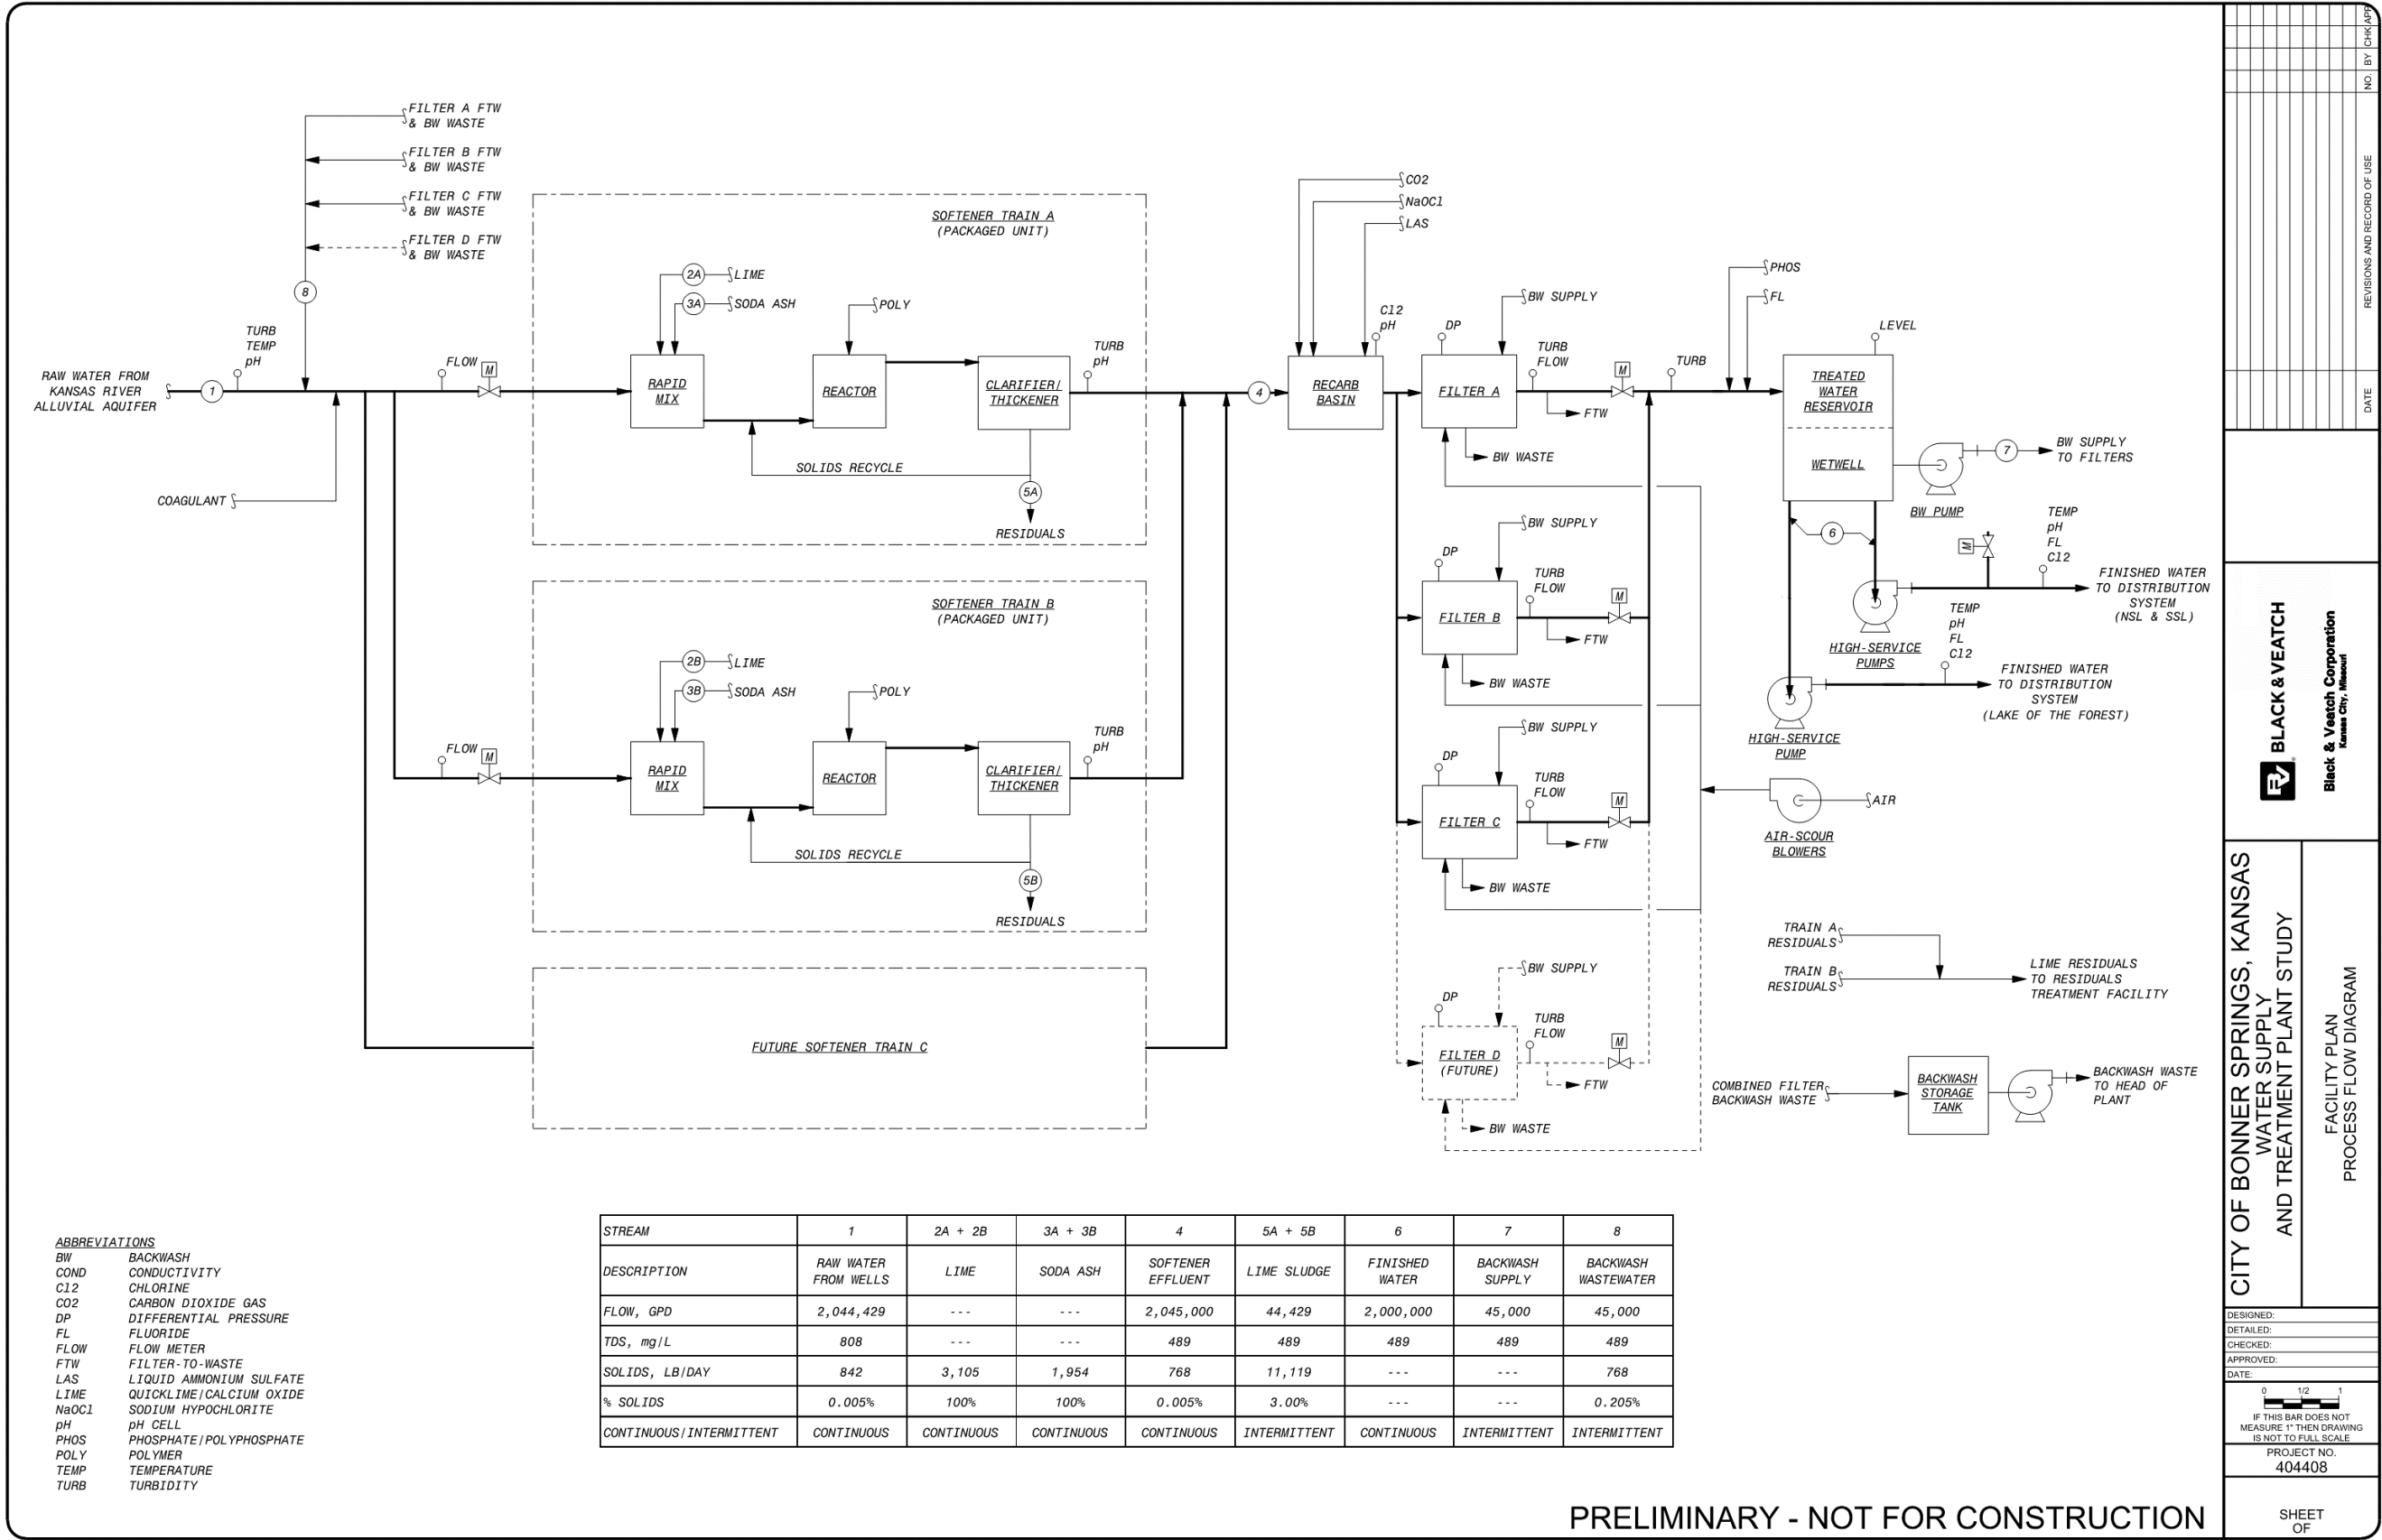 FILTER A FTW
& BW WASTE
FILTER B FTW
& BW WASTE
FILTER C FTW
& BW WASTE
FILTER D FTW
& BW WASTE
8
TURB
TEMP
pH
RAW WATER FROM
KANSAS RIVER
ALLUVIAL AQUIFER
1
COAGULANT
FLOW
M
SOFTENER TRAIN A
(PACKAGED UNIT)
2A
LIME
3A
SODA ASH
POLY
RAPID
MIX
REACTOR
CLARIFIER/
THICKENER
TURB
pH
SOLIDS RECYCLE
5A
RESIDUALS
FLOW
M
SOFTENER TRAIN B
(PACKAGED UNIT)
2B
LIME
3B
SODA ASH
POLY
RAPID
MIX
REACTOR
CLARIFIER/
THICKENER
TURB
pH
SOLIDS RECYCLE
5B
RESIDUALS
FUTURE SOFTENER TRAIN C
CO2
NaOCl
LAS
4
RECARB
BASIN
Cl2
pH
DP
BW SUPPLY
FILTER A
TURB
FLOW
M
FTW
BW WASTE
TURB
PHOS
FL
BW SUPPLY
DP
FILTER B
TURB
FLOW
M
FTW
BW WASTE
BW SUPPLY
DP
FILTER C
TURB
FLOW
M
FTW
BW WASTE
BW SUPPLY
DP
FILTER D
(FUTURE)
TURB
FLOW
M
FTW
BW WASTE
LEVEL
TREATED
WATER
RESERVOIR
WETWELL
7
BW SUPPLY
TO FILTERS
BW PUMP
6
M
TEMP
pH
FL
Cl2
FINISHED WATER
TO DISTRIBUTION
SYSTEM
(NSL & SSL)
HIGH-SERVICE
PUMPS
TEMP
pH
FL
Cl2
FINISHED WATER
TO DISTRIBUTION
SYSTEM
(LAKE OF THE FOREST)
HIGH-SERVICE
PUMP
AIR
AIR-SCOUR
BLOWERS
TRAIN A
RESIDUALS
TRAIN B
RESIDUALS
LIME RESIDUALS
TO RESIDUALS
TREATMENT FACILITY
COMBINED FILTER
BACKWASH WASTE
BACKWASH
STORAGE
TANK
BACKWASH WASTE
TO HEAD OF
PLANT
ABBREVIATIONS
BW BACKWASH
COND CONDUCTIVITY
Cl2 CHLORINE
CO2 CARBON DIOXIDE GAS
DP DIFFERENTIAL PRESSURE
FL FLUORIDE
FLOW FLOW METER
FTW FILTER-TO-WASTE
LAS LIQUID AMMONIUM SULFATE
LIME QUICKLIME/CALCIUM OXIDE
NaOCl SODIUM HYPOCHLORITE
pH pH CELL
PHOS PHOSPHATE/POLYPHOSPHATE
POLY POLYMER
TEMP TEMPERATURE
TURB TURBIDITY
STREAM 1 2A + 2B 3A + 3B 4 5A + 5B 6 7 8
DESCRIPTION RAW WATER FROM WELLS LIME SODA ASH SOFTENER EFFLUENT LIME SLUDGE FINISHED WATER BACKWASH SUPPLY BACKWASH WASTEWATER
FLOW, GPD 2,044,429 --- --- 2,045,000 44,429 2,000,000 45,000 45,000
TDS, mg/L 808 --- --- 489 489 489 489 489
SOLIDS, LB/DAY 842 3,105 1,954 768 11,119 --- --- 768
% SOLIDS 0.005% 100% 100% 0.005% 3.00% --- --- 0.205%
CONTINUOUS/INTERMITTENT CONTINUOUS CONTINUOUS CONTINUOUS CONTINUOUS INTERMITTENT CONTINUOUS INTERMITTENT INTERMITTENT
PRELIMINARY - NOT FOR CONSTRUCTION
DATE
REVISIONS AND RECORD OF USE
NO. BY CHK APP
BLACK & VEATCH
Black & Veatch Corporation
Kansas City, Missouri
CITY OF BONNER SPRINGS, KANSAS
WATER SUPPLY
AND TREATMENT PLANT STUDY
FACILITY PLAN
PROCESS FLOW DIAGRAM
DESIGNED:
DETAILED:
CHECKED:
APPROVED:
DATE:
0 1/2 1
IF THIS BAR DOES NOT
MEASURE 1" THEN DRAWING
IS NOT TO FULL SCALE
PROJECT NO.
404408
SHEET
OF